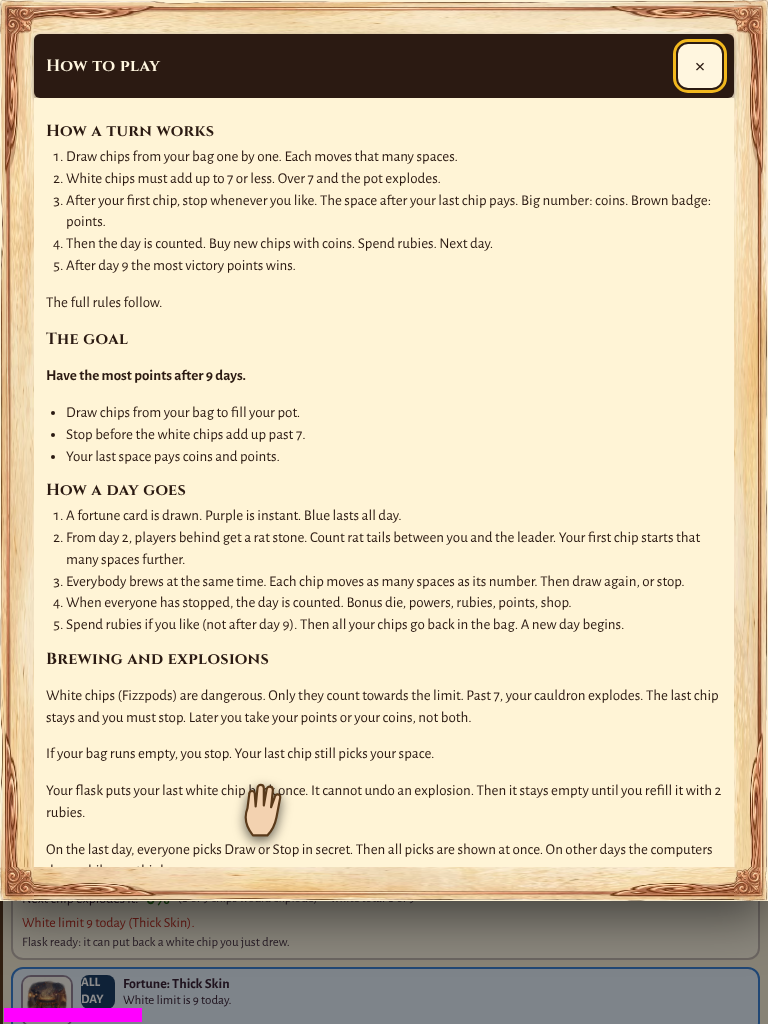 How to play
×
How a turn works
1. Draw chips from your bag one by one. Each moves that many spaces.
2. White chips must add up to 7 or less. Over 7 and the pot explodes.
3. After your first chip, stop whenever you like. The space after your last chip pays. Big number: coins. Brown badge:
points.
4. Then the day is counted. Buy new chips with coins. Spend rubies. Next day.
5. After day 9 the most victory points wins.
The full rules follow.
The goal
Have the most points after 9 days.
• Draw chips from your bag to fill your pot.
• Stop before the white chips add up past 7.
• Your last space pays coins and points.
How a day goes
1. A fortune card is drawn. Purple is instant. Blue lasts all day.
2. From day 2, players behind get a rat stone. Count rat tails between you and the leader. Your first chip starts that
many spaces further.
3. Everybody brews at the same time. Each chip moves as many spaces as its number. Then draw again, or stop.
4. When everyone has stopped, the day is counted. Bonus die, powers, rubies, points, shop.
5. Spend rubies if you like (not after day 9). Then all your chips go back in the bag. A new day begins.
Brewing and explosions
White chips (Fizzpods) are dangerous. Only they count towards the limit. Past 7, your cauldron explodes. The last chip
stays and you must stop. Later you take your points or your coins, not both.
If your bag runs empty, you stop. Your last chip still picks your space.
Your flask puts your last white chip once. It cannot undo an explosion. Then it stays empty until you refill it with 2
rubies.
On the last day, everyone picks Draw or Stop in secret. Then all picks are shown at once. On other days the computers
White limit 9 today (Thick Skin).
Flask ready: it can put back a white chip you just drew.
ALL
DAY
Fortune: Thick Skin
White limit is 9 today.